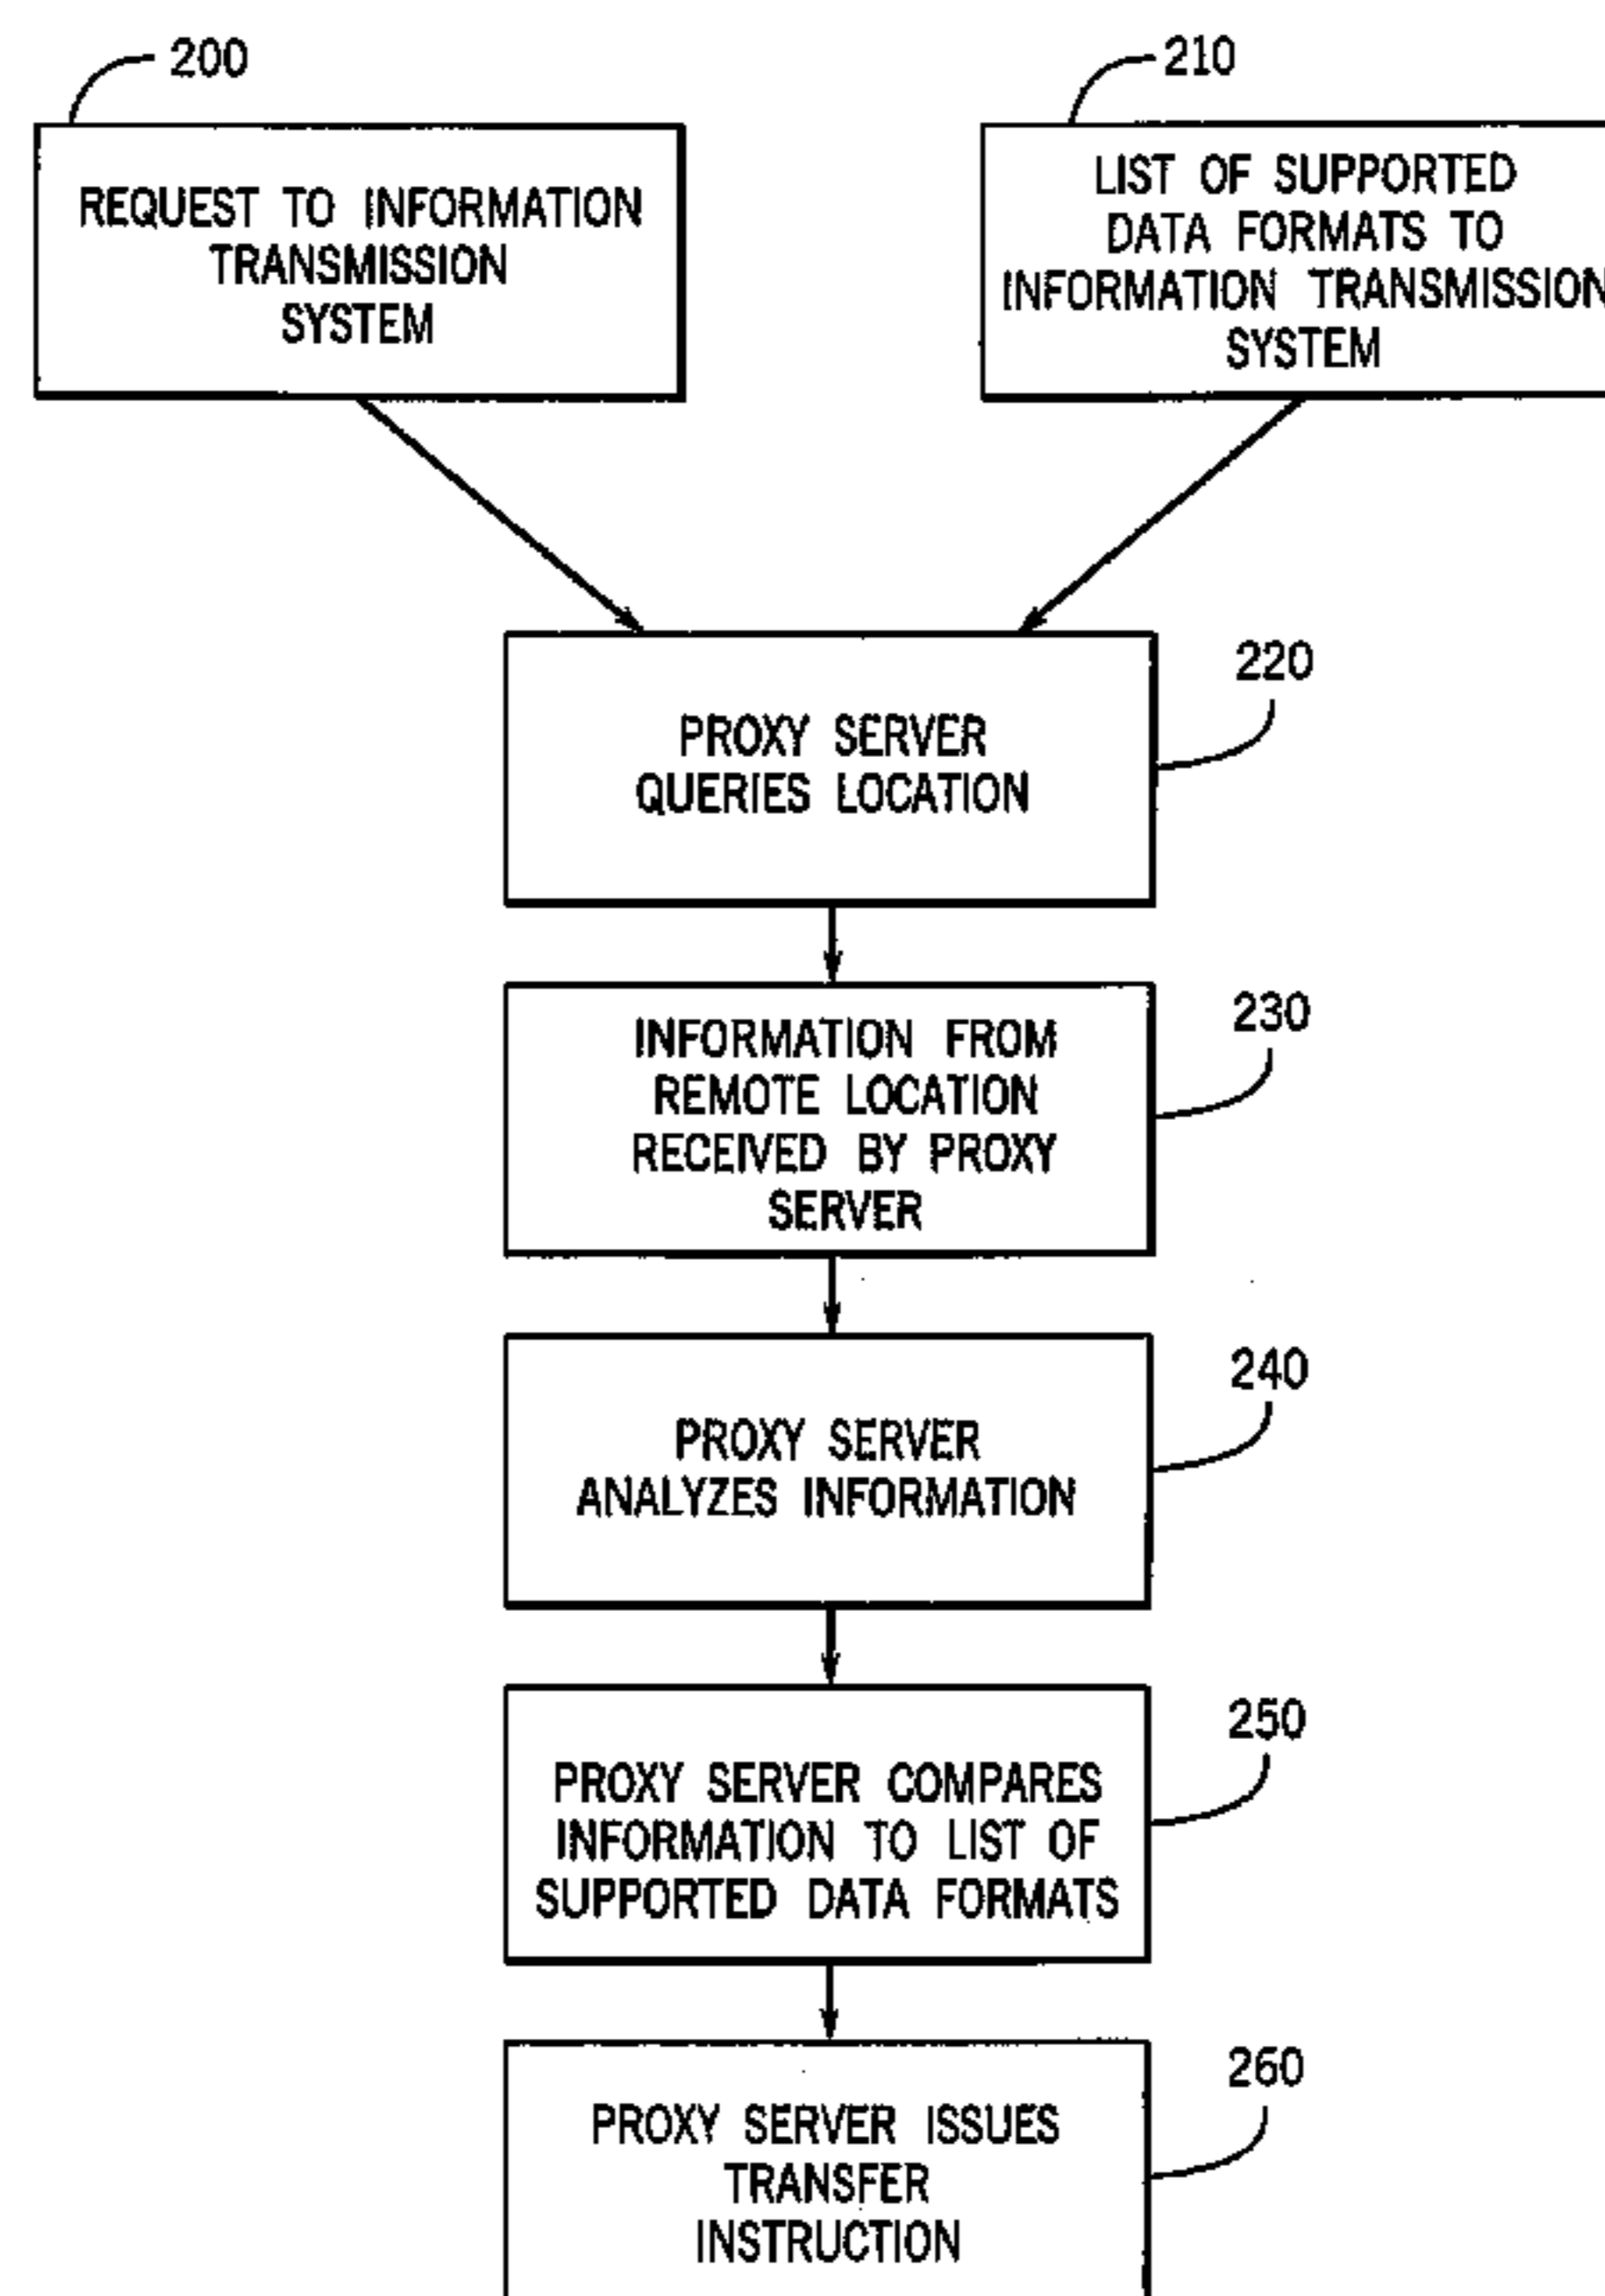 200
REQUEST TO INFORMATION
TRANSMISSION
SYSTEM
210
LIST OF SUPPORTED
DATA FORMATS TO
INFORMATION TRANSMISSION
SYSTEM
220
PROXY SERVER
QUERIES LOCATION
230
INFORMATION FROM
REMOTE LOCATION
RECEIVED BY PROXY
SERVER
240
PROXY SERVER
ANALYZES INFORMATION
250
PROXY SERVER COMPARES
INFORMATION TO LIST OF
SUPPORTED DATA FORMATS
260
PROXY SERVER ISSUES
TRANSFER
INSTRUCTION